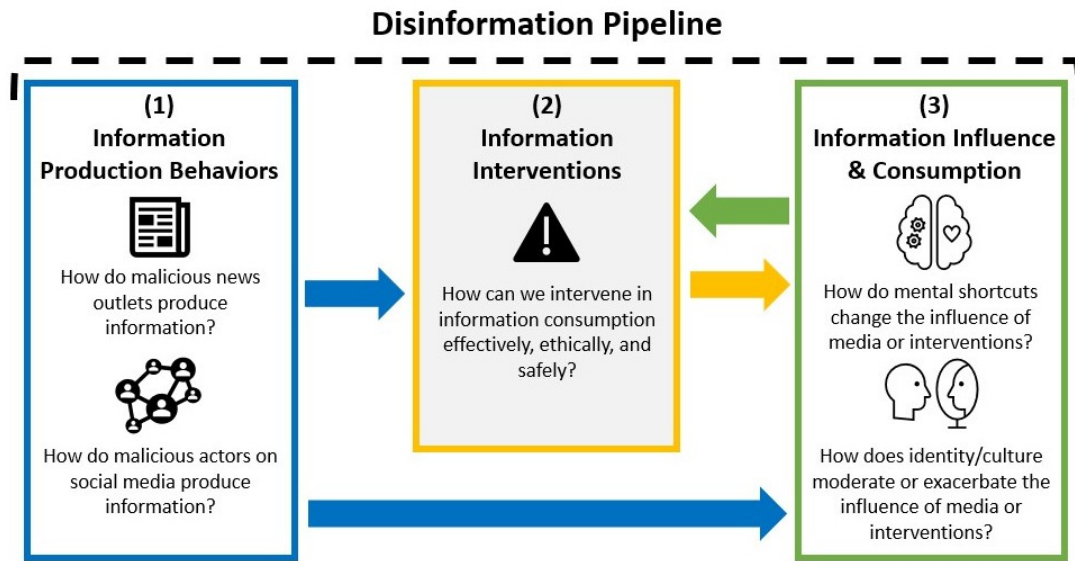 Disinformation Pipeline
(1)
Information
Production Behaviors
How do malicious news
outlets produce
information?
How do malicious actors on
social media produce
information?
(2)
Information
Interventions
How can we intervene in
information consumption
effectively, ethically, and
safely?
(3)
Information Influence
& Consumption
How do mental shortcuts
change the influence of
media or interventions?
How does identity/culture
moderate or exacerbate the
influence of media or
interventions?